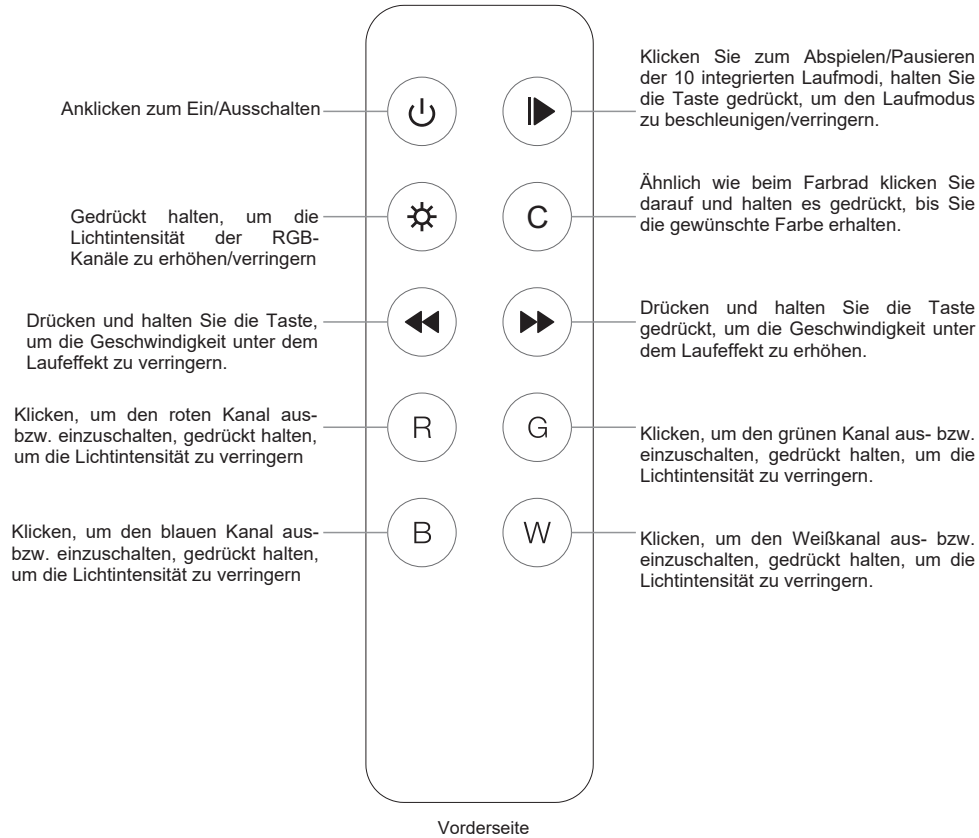 Anklicken zum Ein/Ausschalten
Klicken Sie zum Abspielen/Pausieren
der 10 integrierten Laufmodi, halten Sie
die Taste gedrückt, um den Laufmodus
zu beschleunigen/verringern.
Gedrückt halten, um die
Lichtintensität der RGB-
Kanäle zu erhöhen/verringern
C
Ähnlich wie beim Farbrad klicken Sie
darauf und halten es gedrückt, bis Sie
die gewünschte Farbe erhalten.
Drücken und halten Sie die Taste,
um die Geschwindigkeit unter dem
Laufeffekt zu verringern.
Drücken und halten Sie die Taste
gedrückt, um die Geschwindigkeit unter
dem Laufeffekt zu erhöhen.
Klicken, um den roten Kanal aus-
bzw. einzuschalten, gedrückt halten,
um die Lichtintensität zu verringern
R
G
Klicken, um den grünen Kanal aus- bzw.
einzuschalten, gedrückt halten, um die
Lichtintensität zu verringern.
Klicken, um den blauen Kanal aus-
bzw. einzuschalten, gedrückt halten,
um die Lichtintensität zu verringern
B
W
Klicken, um den Weißkanal aus- bzw.
einzuschalten, gedrückt halten, um die
Lichtintensität zu verringern.
Vorderseite